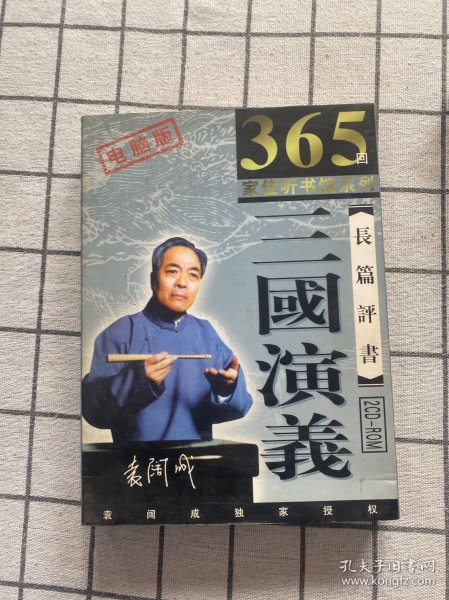 电脑版
365回
家佳听书馆系列
三國演義
【長篇評書】
2CD-ROM
袁阔成
袁阔成独家授权
孔夫子旧书网
www.kongfz.com